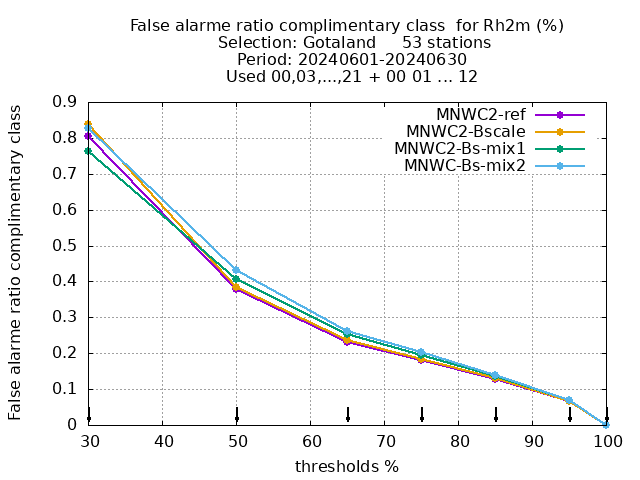 False alarme ratio complimentary class  for Rh2m (%)
Selection: Gotaland     53 stations
Period: 20240601-20240630
Used 00,03,...,21 + 00 01 ... 12
False alarme ratio complimentary class
0.9
0.8
0.7
0.6
0.5
0.4
0.3
0.2
0.1
0
MNWC2-ref
MNWC2-Bscale
MNWC2-Bs-mix1
MNWC-Bs-mix2
30 40 50 60 70 80 90 100
thresholds %